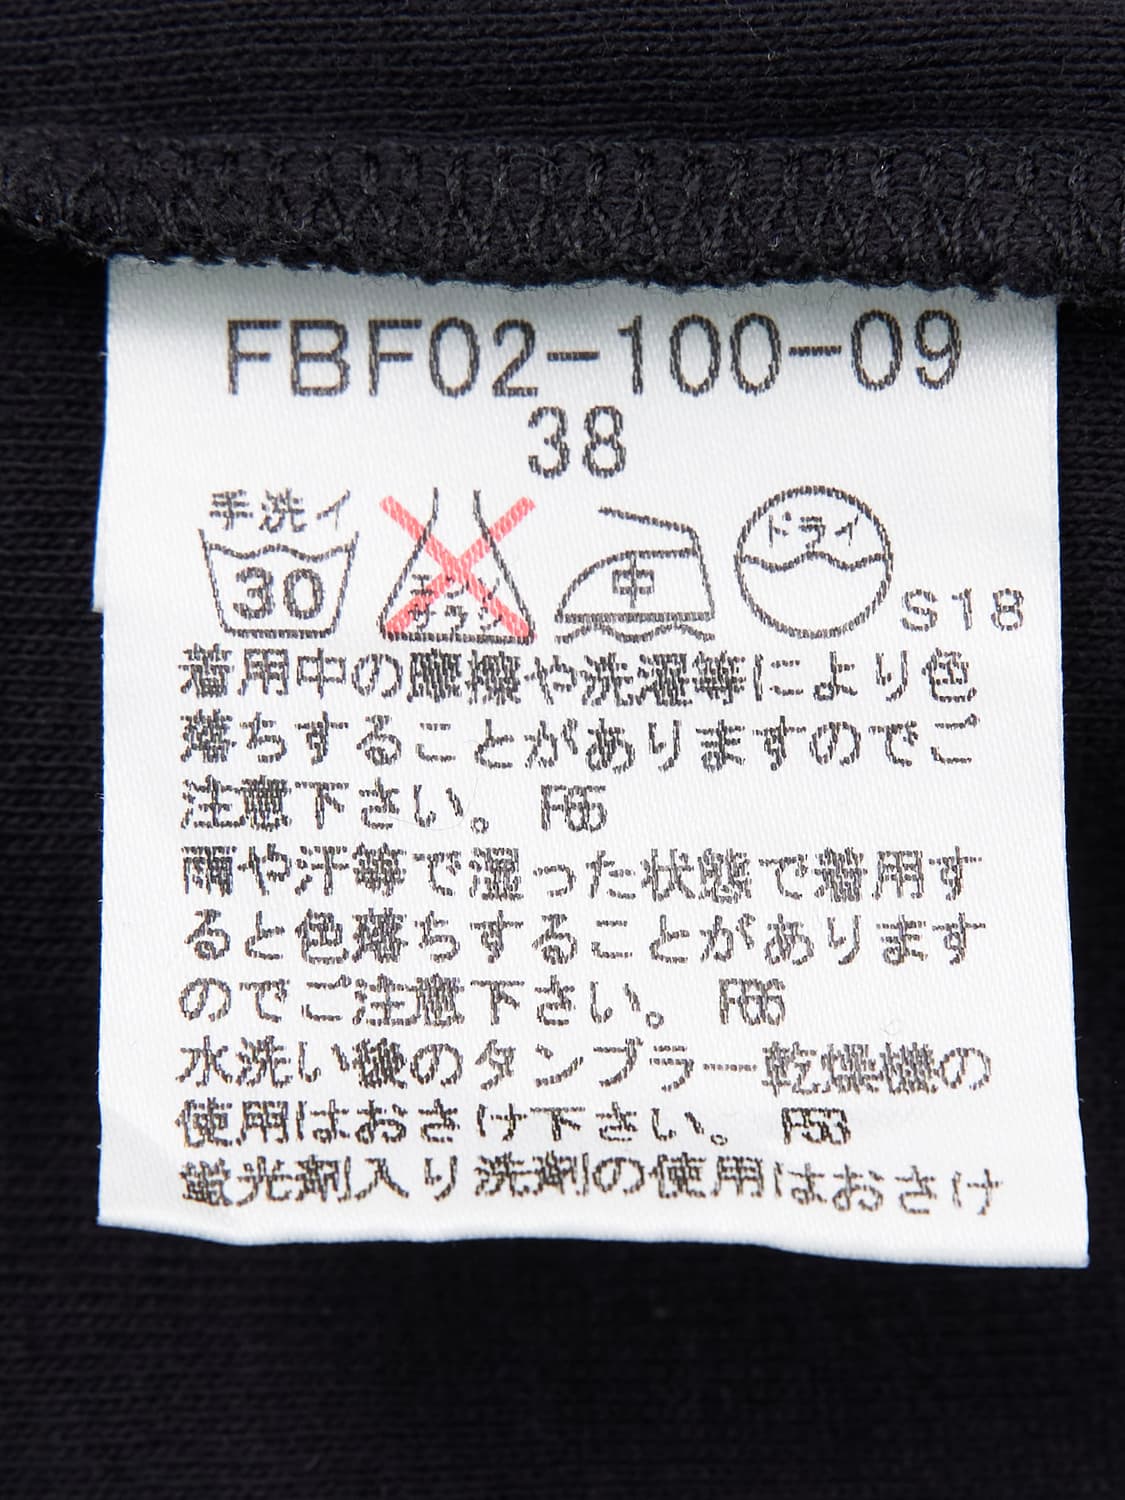 FBF02-100-09
38
手洗イ
30
エンソ
サラシ
中
ドライ
S18
着用中の摩擦や洗濯等により色
落ちすることがありますのでご
注意下さい。 F65
雨や汗等で湿った状態で着用す
ると色落ちすることがあります
のでご注意下さい。 F66
水洗い後のタンブラー乾燥機の
使用はおさけ下さい。 F53
蛍光剤入り洗剤の使用はおさけ